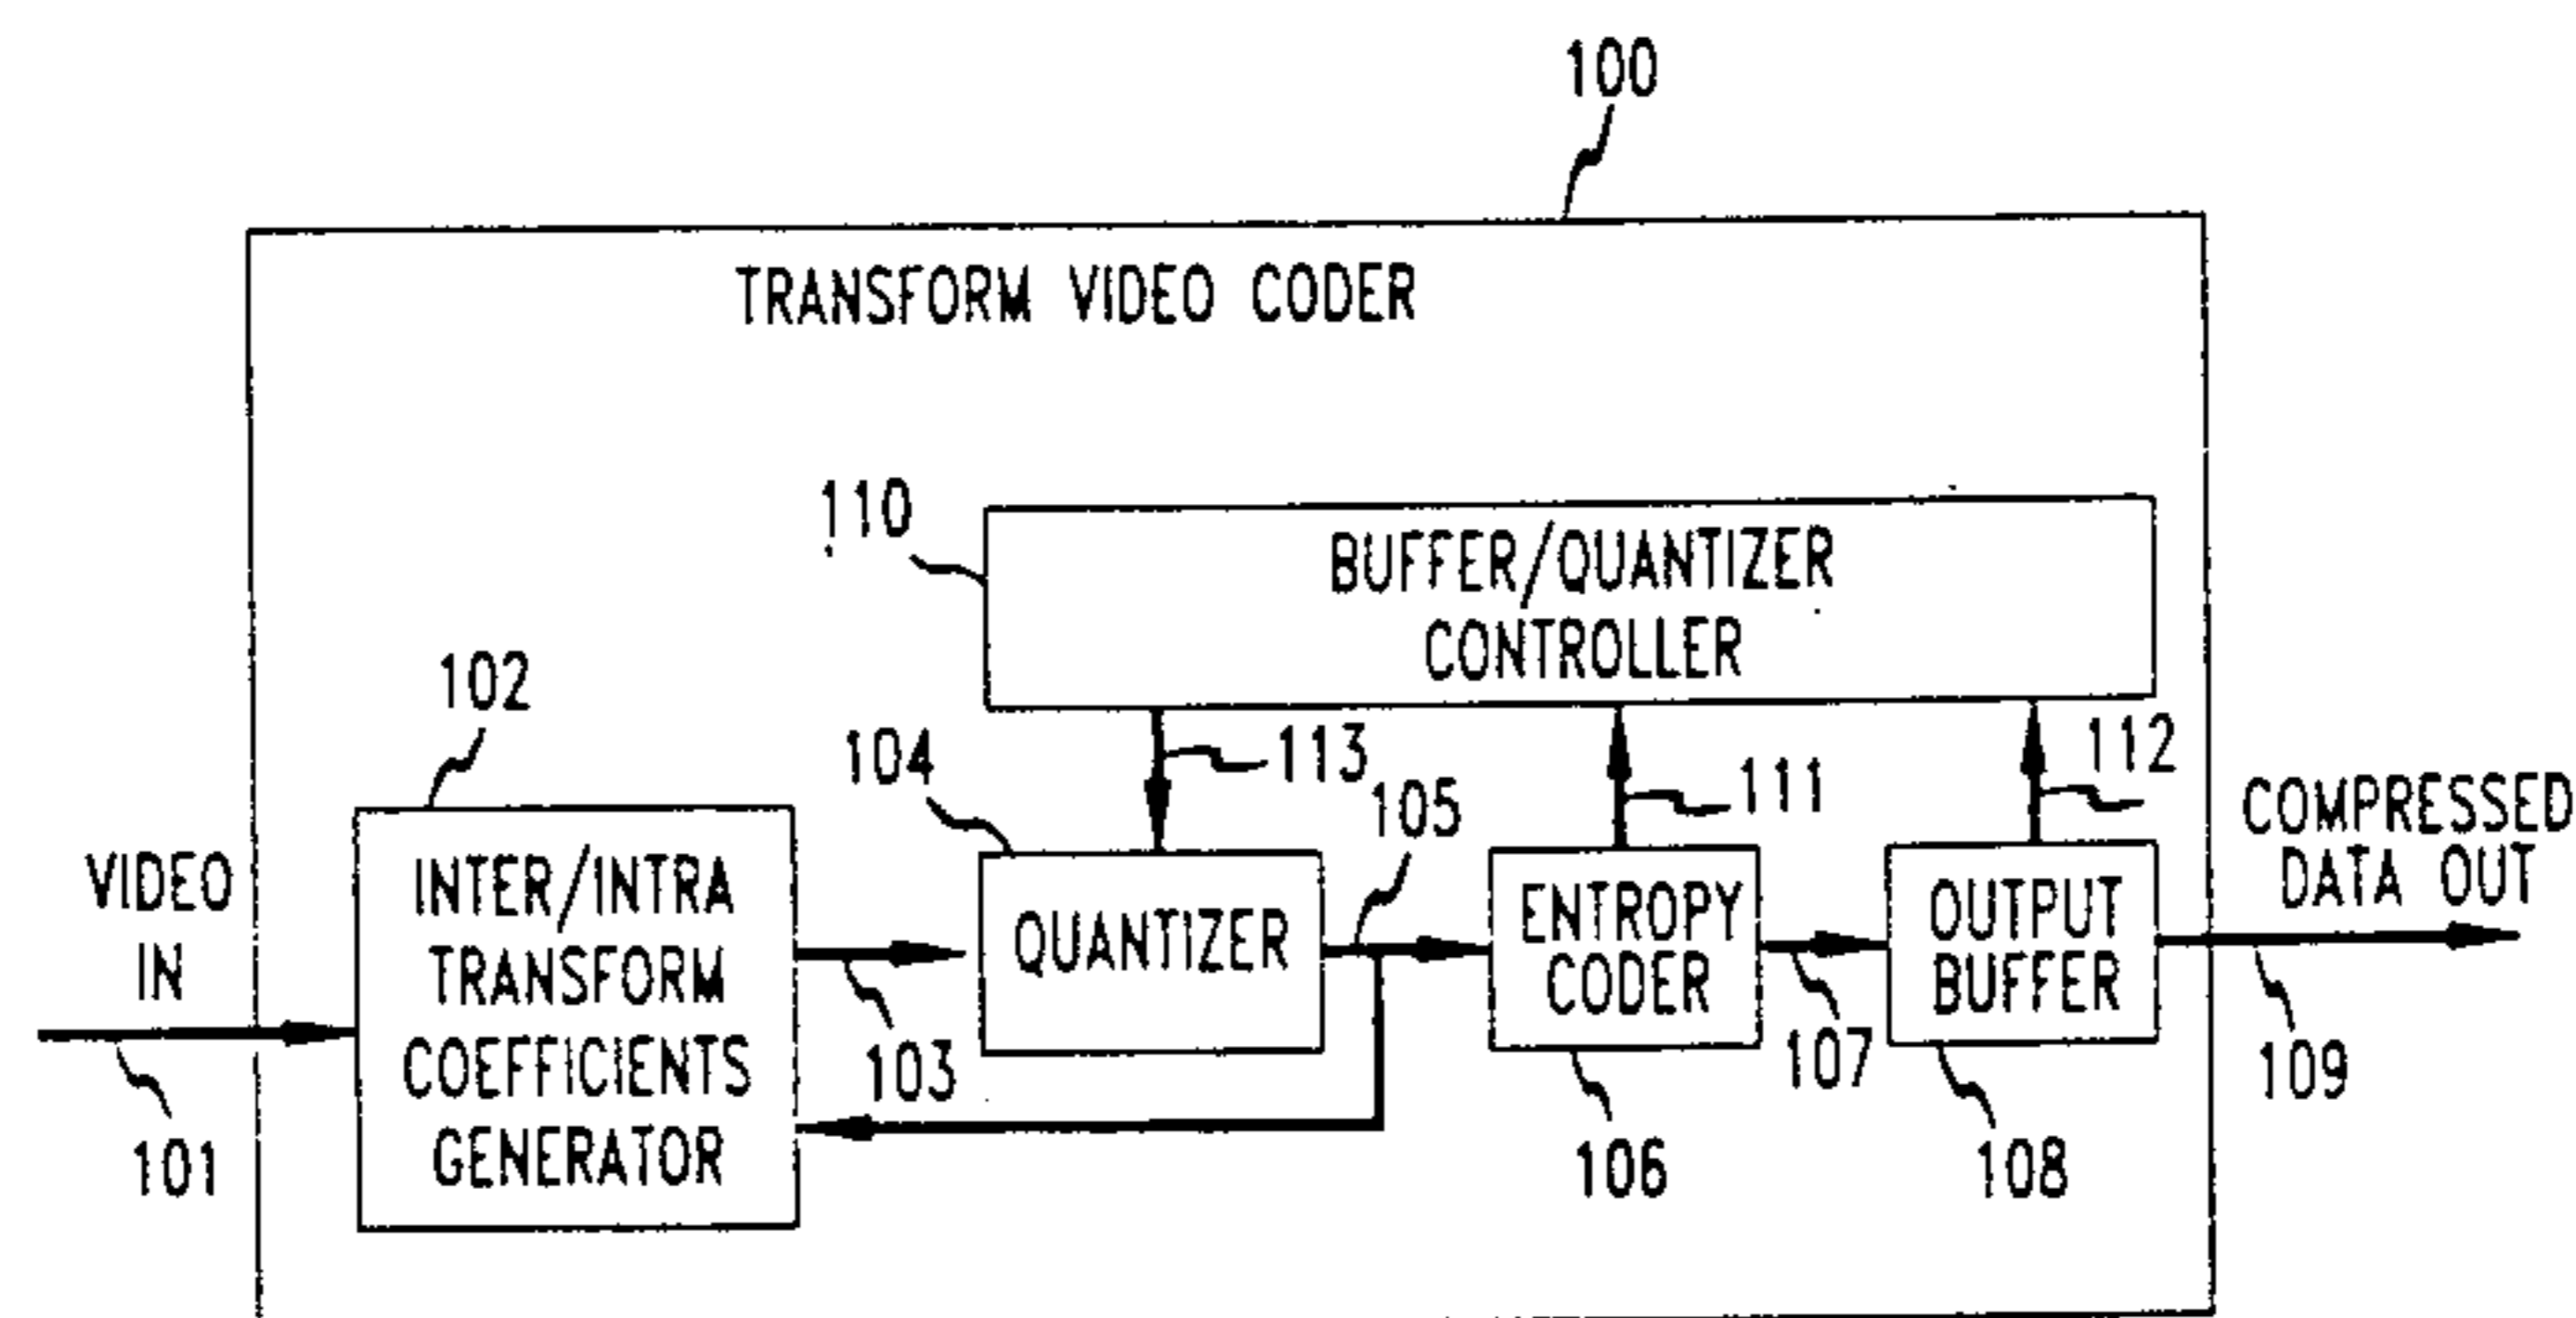 100
TRANSFORM VIDEO CODER
110
BUFFER/QUANTIZER
CONTROLLER
102
104
113
105
111
112
COMPRESSED
DATA OUT
VIDEO
IN
INTER/INTRA
TRANSFORM
COEFFICIENTS
GENERATOR
QUANTIZER
ENTROPY
CODER
OUTPUT
BUFFER
101
103
106
107
108
109